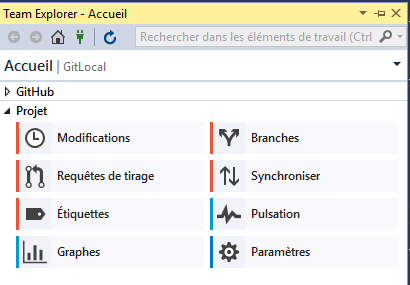 Team Explorer - Accueil
Rechercher dans les éléments de travail (Ctrl
Accueil | GitLocal
GitHub
Projet
Modifications
Branches
Requêtes de tirage
Synchroniser
Étiquettes
Pulsation
Graphes
Paramètres